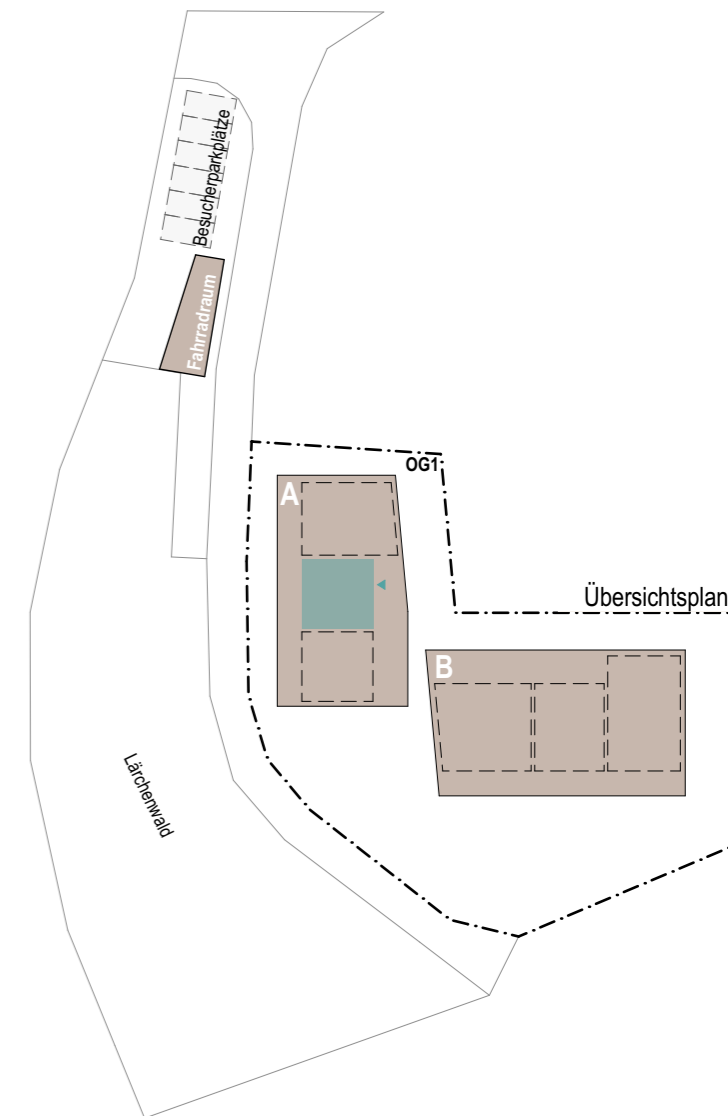 Besucherparkplätze
Fahrradraum
OG1
A
Übersichtsplan
B
Lärchenwald